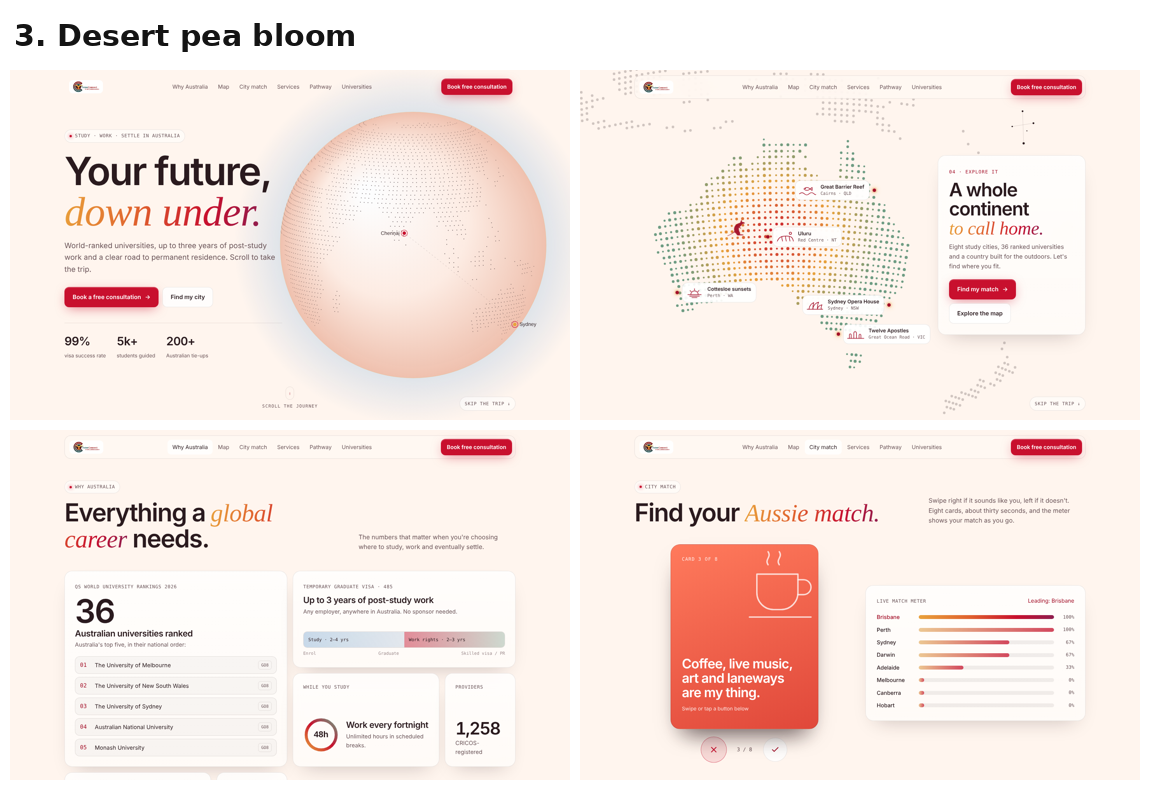 3. Desert pea bloom
Why Australia Map City match Services Pathway Universities
Book free consultation
STUDY · WORK · SETTLE IN AUSTRALIA
Your future,
down under.
World-ranked universities, up to three years of post-study
work and a clear road to permanent residence. Scroll to take
the trip.
Book a free consultation →
Find my city
99%
visa success rate
5k+
students guided
200+
Australian tie-ups
Chennai
Sydney
SCROLL THE JOURNEY
SKIP THE TRIP ↓
Why Australia Map City match Services Pathway Universities
Book free consultation
Great Barrier Reef
Cairns · QLD
Uluru
Red Centre · NT
Cottesloe sunsets
Perth · WA
Sydney Opera House
Sydney · NSW
Twelve Apostles
Great Ocean Road · VIC
04 · EXPLORE IT
A whole
continent
to call home.
Eight study cities, 36 ranked universities
and a country built for the outdoors. Let's
find where you fit.
Find my match →
Explore the map
SKIP THE TRIP ↓
Why Australia Map City match Services Pathway Universities
Book free consultation
WHY AUSTRALIA
Everything a global
career needs.
The numbers that matter when you're choosing
where to study, work and eventually settle.
QS WORLD UNIVERSITY RANKINGS 2026
36
Australian universities ranked
Australia's top five, in their national order:
01 The University of Melbourne
02 The University of New South Wales
03 The University of Sydney
04 Australian National University
05 Monash University
TEMPORARY GRADUATE VISA · 485
Up to 3 years of post-study work
Any employer, anywhere in Australia. No sponsor needed.
Study · 2–4 yrs
Work rights · 2–3 yrs
Enrol
Graduate
Skilled visa / PR
WHILE YOU STUDY
48h
Work every fortnight
Unlimited hours in scheduled
breaks.
PROVIDERS
1,258
CRICOS-
registered
Why Australia Map City match Services Pathway Universities
Book free consultation
CITY MATCH
Find your Aussie match.
Swipe right if it sounds like you, left if it doesn't.
Eight cards, about thirty seconds, and the meter
shows your match as you go.
CARD 3 OF 8
Coffee, live music,
art and laneways
are my thing.
Swipe or tap a button below
3 / 8
LIVE MATCH METER
Leading: Brisbane
Brisbane 100%
Perth 100%
Sydney 67%
Darwin 67%
Adelaide 33%
Melbourne 0%
Canberra 0%
Hobart 0%